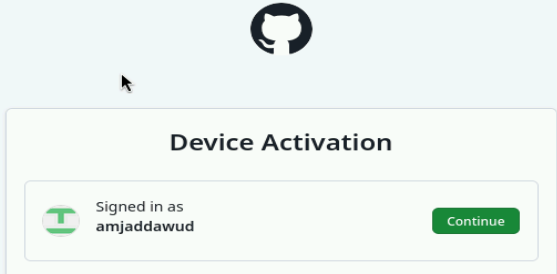 Device Activation
Signed in as
amjaddawud
Continue